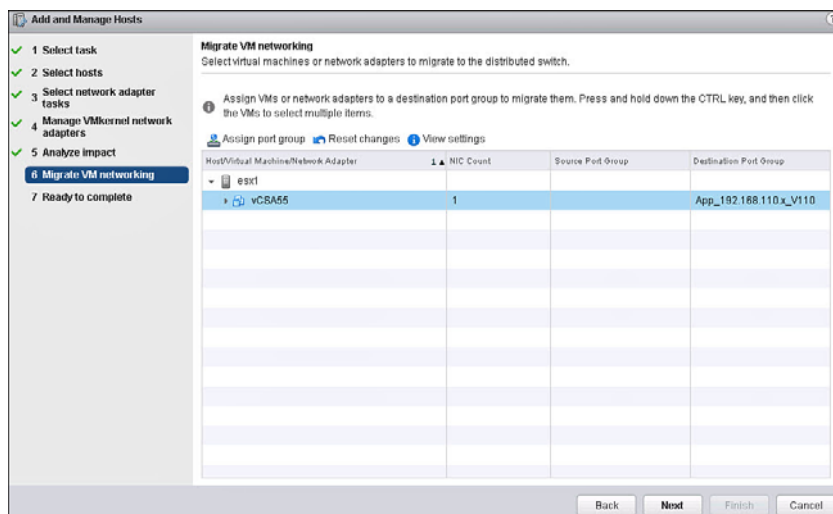 Add and Manage Hosts
1 Select task
2 Select hosts
3 Select network adapter
tasks
4 Manage VMkernel network
adapters
5 Analyze impact
6 Migrate VM networking
7 Ready to complete
Migrate VM networking
Select virtual machines or network adapters to migrate to the distributed switch.
Assign VMs or network adapters to a destination port group to migrate them. Press and hold down the CTRL key, and then click
the VMs to select multiple items.
Assign port group Reset changes View settings
Host/Virtual Machine/Network Adapter 1 ▲ NIC Count Source Port Group Destination Port Group
esx1
vCSA55 1 App_192.168.110.x_V110
Back Next Finish Cancel